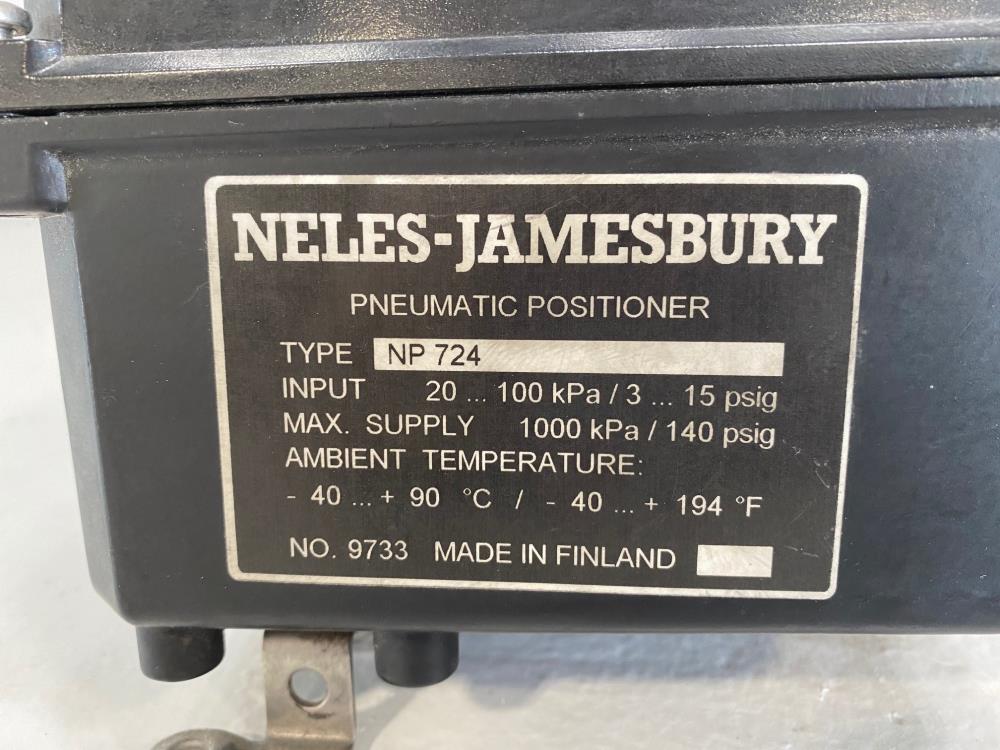 NELES-JAMESBURY
PNEUMATIC POSITIONER
TYPE NP 724
INPUT 20 ... 100 kPa / 3 ... 15 psig
MAX. SUPPLY 1000 kPa / 140 psig
AMBIENT TEMPERATURE:
- 40 ... + 90 °C / - 40 ... + 194 °F
NO. 9733 MADE IN FINLAND